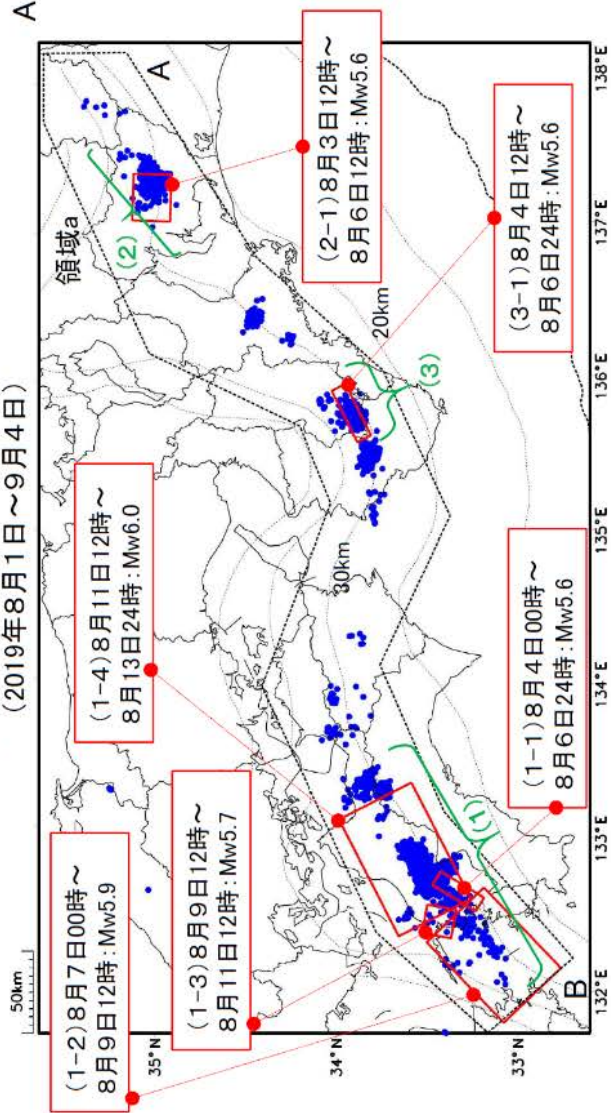 A
(2019年8月1日～9月4日)
50km
(1-2)8月7日00時～
8月9日12時:Mw5.9
(1-3)8月9日12時～
8月11日12時:Mw5.7
(1-4)8月11日12時～
8月13日24時:Mw6.0
領域a
A
(2)
(2-1)8月3日12時～
8月6日12時:Mw5.6
20km
(3)
(3-1)8月4日12時～
8月6日24時:Mw5.6
30km
(1)
(1-1)8月4日00時～
8月6日24時:Mw5.6
B
35°N
34°N
33°N
132°E
133°E
134°E
135°E
136°E
137°E
138°E